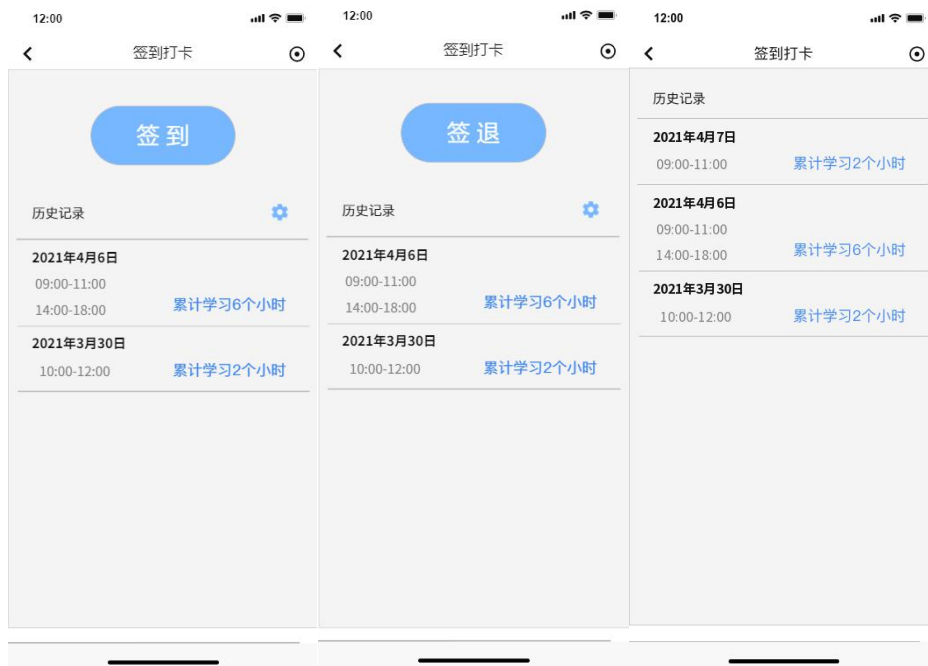 12:00
签到打卡
签到
历史记录
2021年4月6日
09:00-11:00
14:00-18:00
累计学习6个小时
2021年3月30日
10:00-12:00
累计学习2个小时
12:00
签到打卡
签退
历史记录
2021年4月6日
09:00-11:00
14:00-18:00
累计学习6个小时
2021年3月30日
10:00-12:00
累计学习2个小时
12:00
签到打卡
历史记录
2021年4月7日
09:00-11:00
累计学习2个小时
2021年4月6日
09:00-11:00
14:00-18:00
累计学习6个小时
2021年3月30日
10:00-12:00
累计学习2个小时